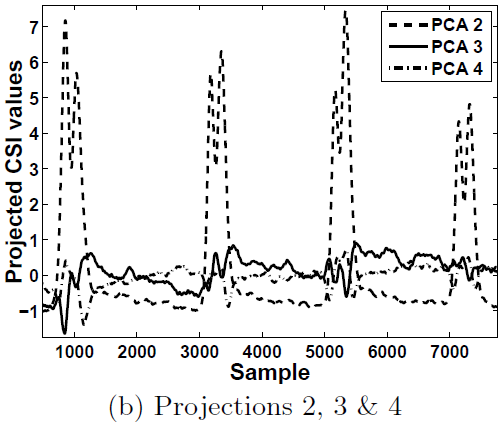 7
6
5
4
3
2
1
0
−1
Projected CSI values
PCA 2
PCA 3
PCA 4
1000 2000 3000 4000 5000 6000 7000
Sample
(b) Projections 2, 3 & 4